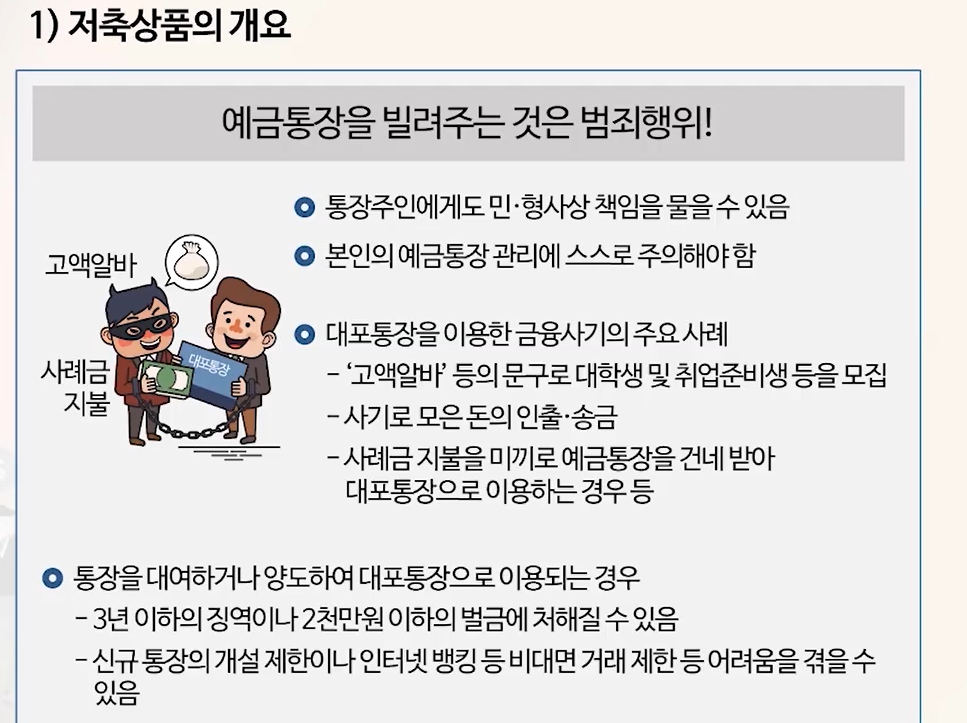 1) 저축상품의 개요
예금통장을 빌려주는 것은 범죄행위!
통장주인에게도 민·형사상 책임을 물을 수 있음
본인의 예금통장 관리에 스스로 주의해야 함
고액알바
사례금
지불
대포통장
대포통장을 이용한 금융사기의 주요 사례
- ‘고액알바’ 등의 문구로 대학생 및 취업준비생 등을 모집
- 사기로 모은 돈의 인출·송금
- 사례금 지불을 미끼로 예금통장을 건네 받아
대포통장으로 이용하는 경우 등
통장을 대여하거나 양도하여 대포통장으로 이용되는 경우
- 3년 이하의 징역이나 2천만원 이하의 벌금에 처해질 수 있음
- 신규 통장의 개설 제한이나 인터넷 뱅킹 등 비대면 거래 제한 등 어려움을 겪을 수
있음